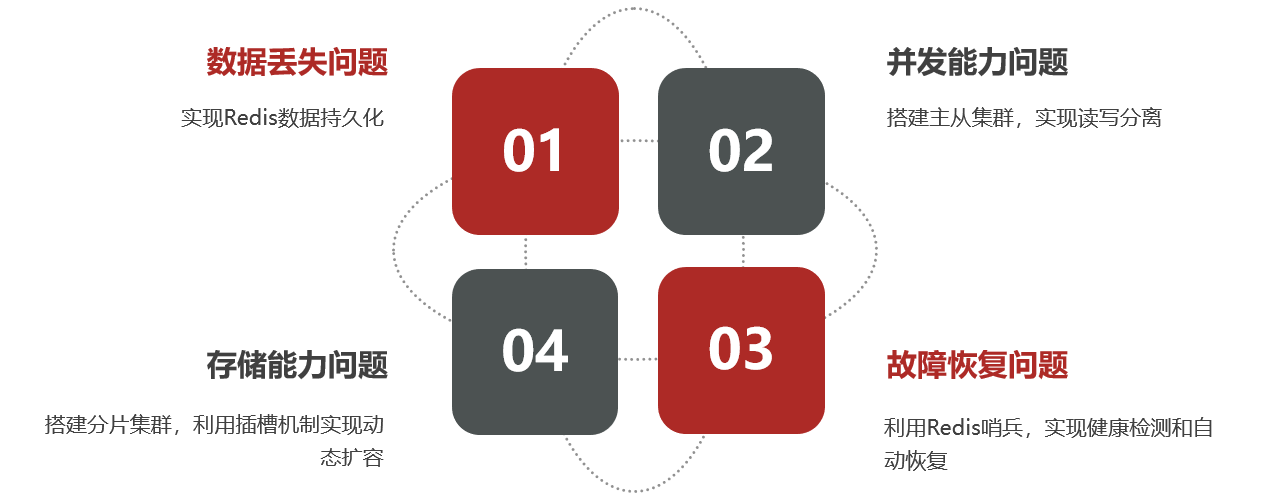 数据丢失问题
实现Redis数据持久化
01
02
并发能力问题
搭建主从集群，实现读写分离
存储能力问题
搭建分片集群，利用插槽机制实现动
态扩容
04
03
故障恢复问题
利用Redis哨兵，实现健康检测和自
动恢复